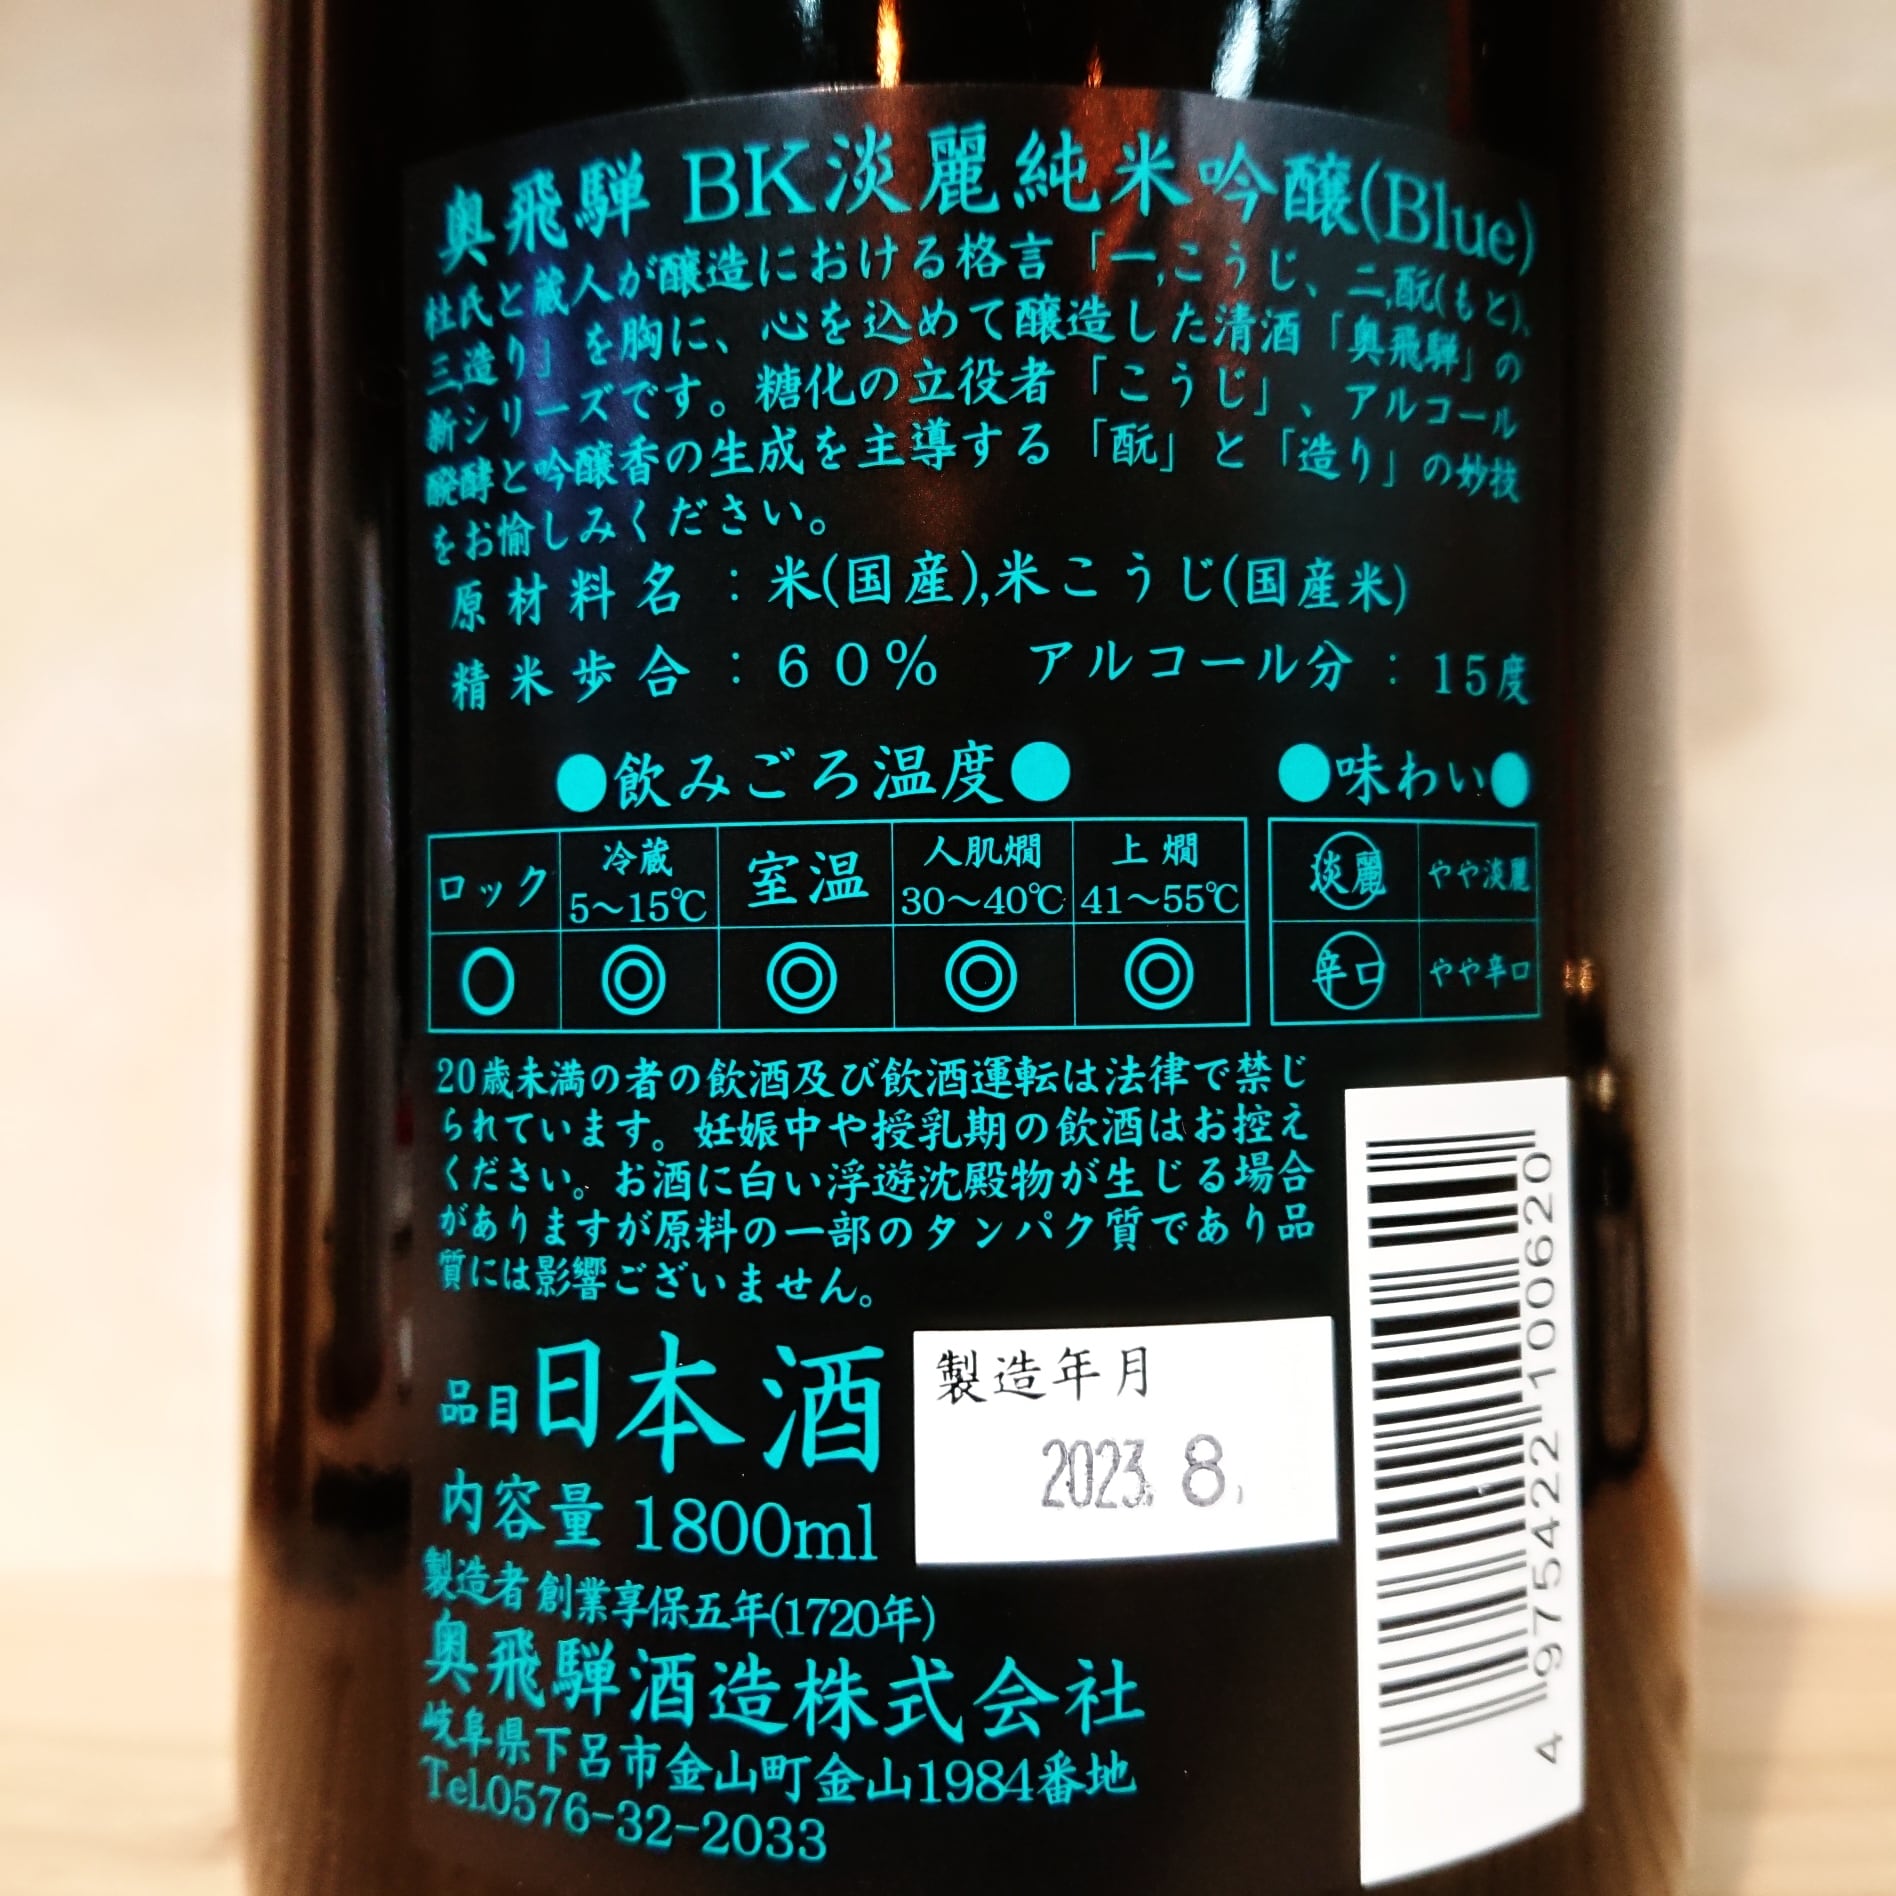 奥飛騨 BK淡麗純米吟醸(Blue)
杜氏と蔵人が醸造における格言「一,こうじ、二,酛(もと)、
三,造り」を胸に、心を込めて醸造した清酒「奥飛騨」の
新シリーズです。糖化の立役者「こうじ」、アルコール
醗酵と吟醸香の生成を主導する「酛」と「造り」の妙技
をお愉しみください。
原材料名：米(国産),米こうじ(国産米)
精米歩合：60％ アルコール分：15度
●飲みごろ温度● ●味わい●
ロック 冷蔵 5〜15℃ 室温 人肌燗 30〜40℃ 上燗 41〜55℃ 淡麗 やや淡麗
○ ◎ ◎ ◎ ◎ 辛口 やや辛口
20歳未満の者の飲酒及び飲酒運転は法律で禁じ
られています。妊娠中や授乳期の飲酒はお控え
ください。お酒に白い浮遊沈殿物が生じる場合
がありますが原料の一部のタンパク質であり品
質には影響ございません。
品目 日本酒
製造年月
2023. 8.
内容量 1800ml
製造者 創業享保五年(1720年)
奥飛騨酒造株式会社
岐阜県下呂市金山町金山1984番地
Tel.0576-32-2033
4975422100620